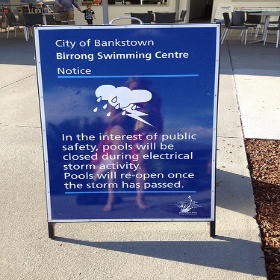 City of Bankstown
Birrong Swimming Centre
Notice
In the interest of public
safety, pools will be
closed during electrical
storm activity.
Pools will re-open once
the storm has passed.